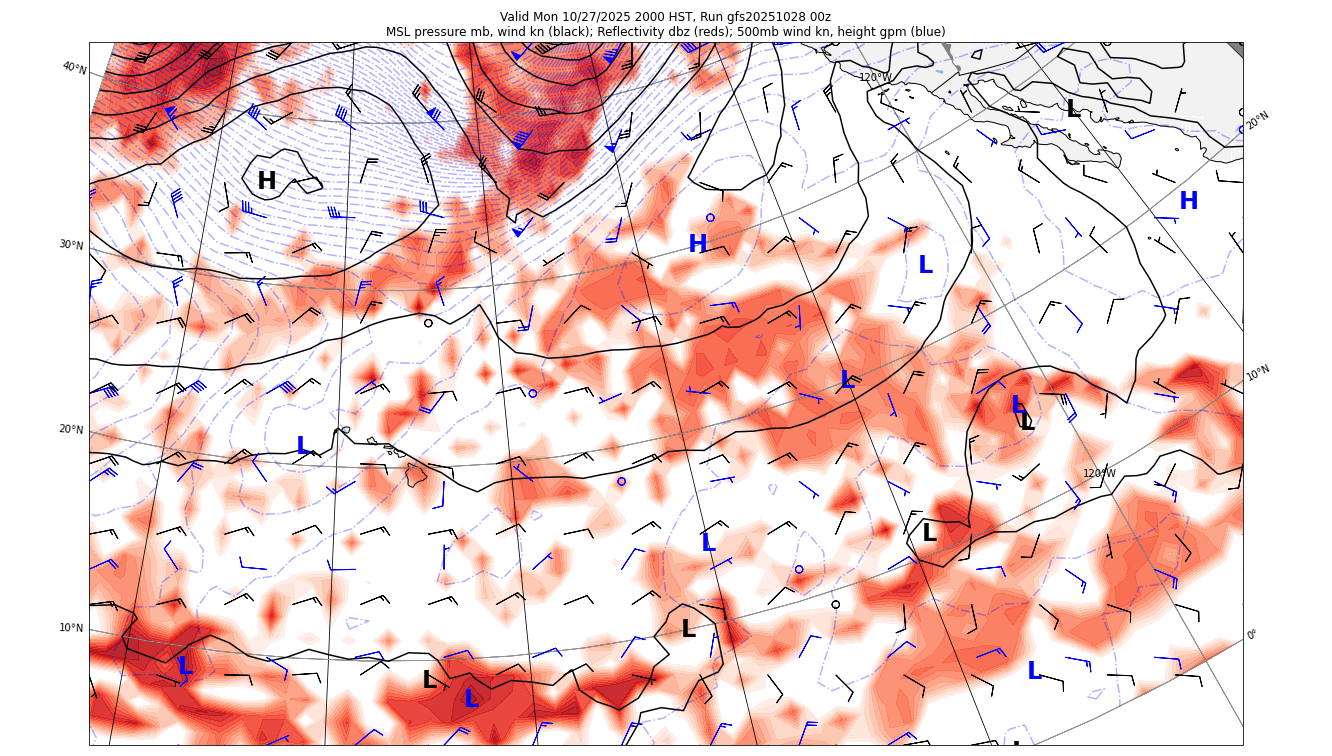 Valid Mon 10/27/2025 2000 HST, Run gfs20251028 00z
MSL pressure mb, wind kn (black); Reflectivity dbz (reds); 500mb wind kn, height gpm (blue)
40°N
120°W
L
20°N
H
H
30°N
H
L
10°N
L
L
20°N
L
L
120°W
L
L
10°N
L
0°
L
L
L
L